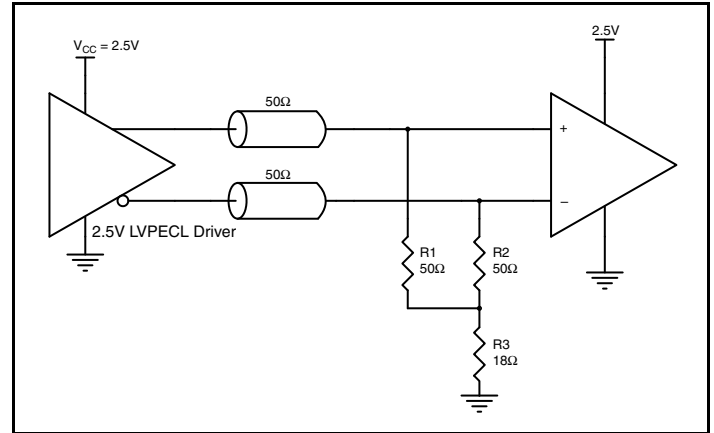 V_CC = 2.5V
2.5V
50Ω
50Ω
+
−
2.5V LVPECL Driver
R1
50Ω
R2
50Ω
R3
18Ω